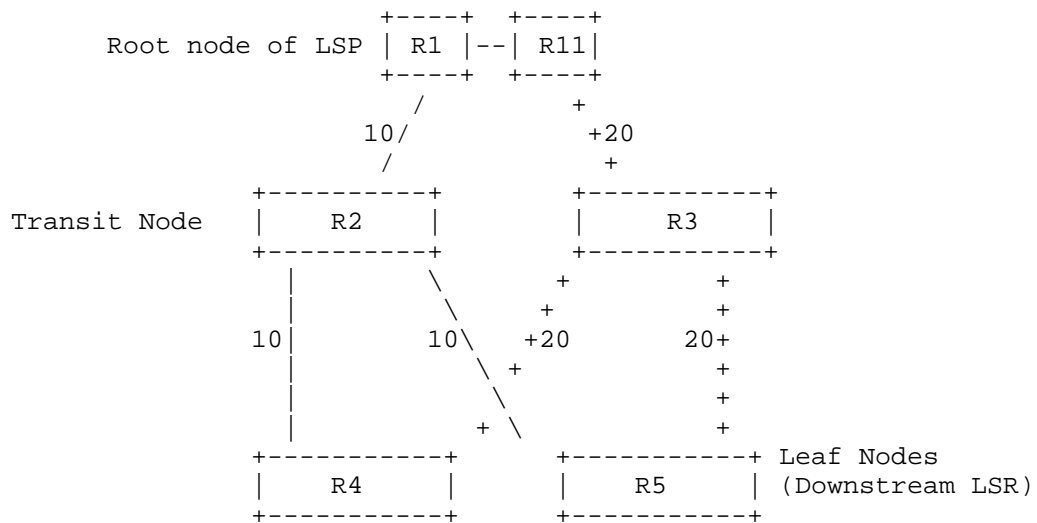 Root node of LSP R1 -- R11
10 +20
Transit Node R2 R3
10 10 +20 20+
R4 R5 Leaf Nodes
(Downstream LSR)